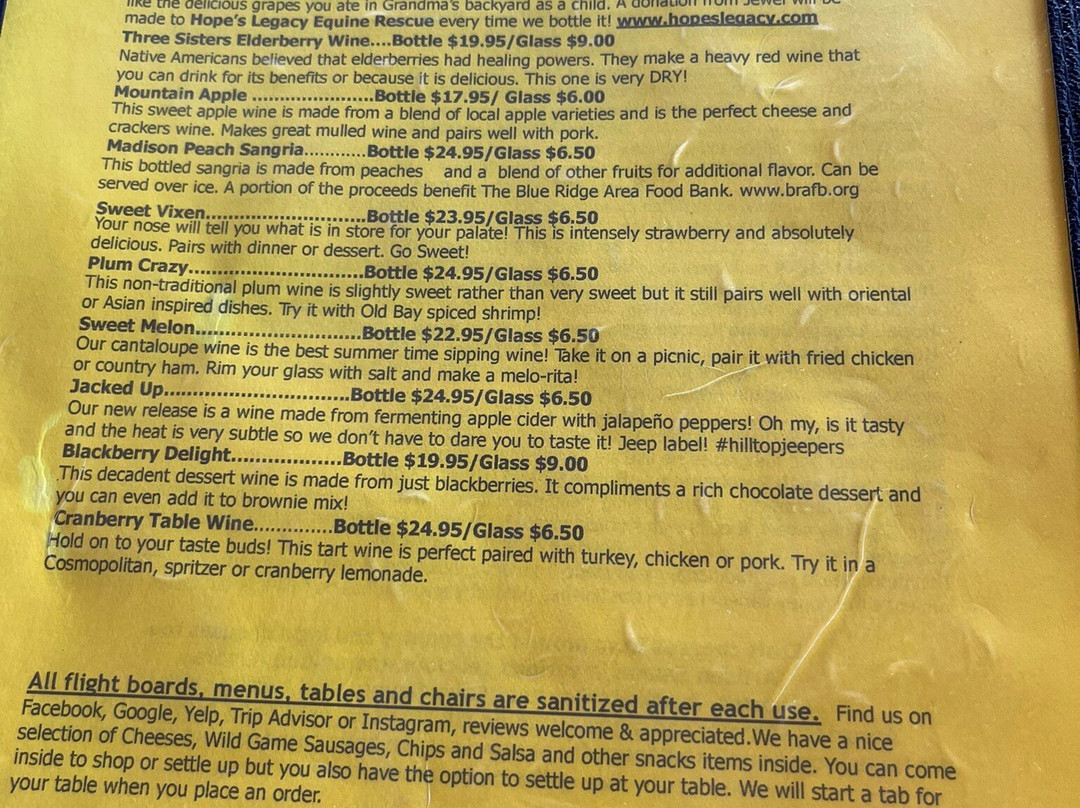 like the delicious grapes you ate in Grandma's backyard as a child. A donation from Jewel will be
made to Hope's Legacy Equine Rescue every time we bottle it! www.hopeslegacy.com
Three Sisters Elderberry Wine....Bottle $19.95/Glass $9.00
Native Americans believed that elderberries had healing powers. They make a heavy red wine that
you can drink for its benefits or because it is delicious. This one is very DRY!
Mountain Apple ......................Bottle $17.95/ Glass $6.00
This sweet apple wine is made from a blend of local apple varieties and is the perfect cheese and
crackers wine. Makes great mulled wine and pairs well with pork.
Madison Peach Sangria...........Bottle $24.95/Glass $6.50
This bottled sangria is made from peaches and a blend of other fruits for additional flavor. Can be
served over ice. A portion of the proceeds benefit The Blue Ridge Area Food Bank. www.brafb.org
Sweet Vixen............................Bottle $23.95/Glass $6.50
Your nose will tell you what is in store for your palate! This is intensely strawberry and absolutely
delicious. Pairs with dinner or dessert. Go Sweet!
Plum Crazy..............................Bottle $24.95/Glass $6.50
This non-traditional plum wine is slightly sweet rather than very sweet but it still pairs well with oriental
or Asian inspired dishes. Try it with Old Bay spiced shrimp!
Sweet Melon............................Bottle $22.95/Glass $6.50
Our cantaloupe wine is the best summer time sipping wine! Take it on a picnic, pair it with fried chicken
or country ham. Rim your glass with salt and make a melo-rita!
Jacked Up................................Bottle $24.95/Glass $6.50
Our new release is a wine made from fermenting apple cider with jalapeño peppers! Oh my, is it tasty
and the heat is very subtle so we don't have to dare you to taste it! Jeep label! #hilltopjeepers
Blackberry Delight...................Bottle $19.95/Glass $9.00
This decadent dessert wine is made from just blackberries. It compliments a rich chocolate dessert and
you can even add it to brownie mix!
Cranberry Table Wine.............Bottle $24.95/Glass $6.50
Hold on to your taste buds! This tart wine is perfect paired with turkey, chicken or pork. Try it in a
Cosmopolitan, spritzer or cranberry lemonade.
All flight boards, menus, tables and chairs are sanitized after each use. Find us on
Facebook, Google, Yelp, Trip Advisor or Instagram, reviews welcome & appreciated.We have a nice
selection of Cheeses, Wild Game Sausages, Chips and Salsa and other snacks items inside. You can come
inside to shop or settle up but you also have the option to settle up at your table. We will start a tab for
your table when you place an order.